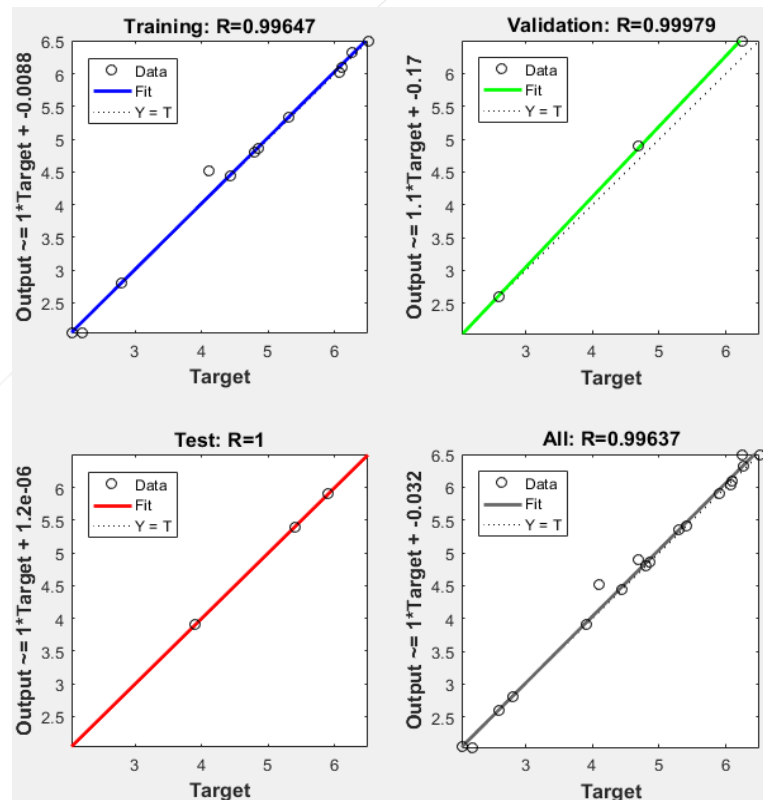 Training: R=0.99647
Output ~= 1*Target + -0.0088
6.5
6
5.5
5
4.5
4
3.5
3
2.5
Data
Fit
Y = T
3
4
5
6
Target
Validation: R=0.99979
Output ~= 1.1*Target + -0.17
6.5
6
5.5
5
4.5
4
3.5
3
2.5
Data
Fit
Y = T
3
4
5
6
Target
Test: R=1
Output ~= 1*Target + 1.2e-06
6.5
6
5.5
5
4.5
4
3.5
3
2.5
Data
Fit
Y = T
3
4
5
6
Target
All: R=0.99637
Output ~= 1*Target + -0.032
6.5
6
5.5
5
4.5
4
3.5
3
2.5
Data
Fit
Y = T
3
4
5
6
Target